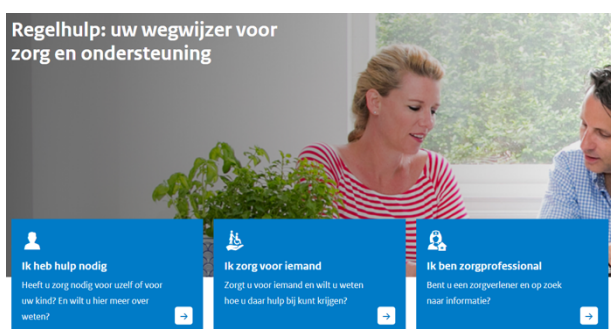 Regelhulp: uw wegwijzer voor
zorg en ondersteuning
Ik heb hulp nodig
Heeft u zorg nodig voor uzelf of voor
uw kind? En wilt u hier meer over
weten?
Ik zorg voor iemand
Zorgt u voor iemand en wilt u weten
hoe u daar hulp bij kunt krijgen?
Ik ben zorgprofessional
Bent u een zorgverlener en op zoek
naar informatie?